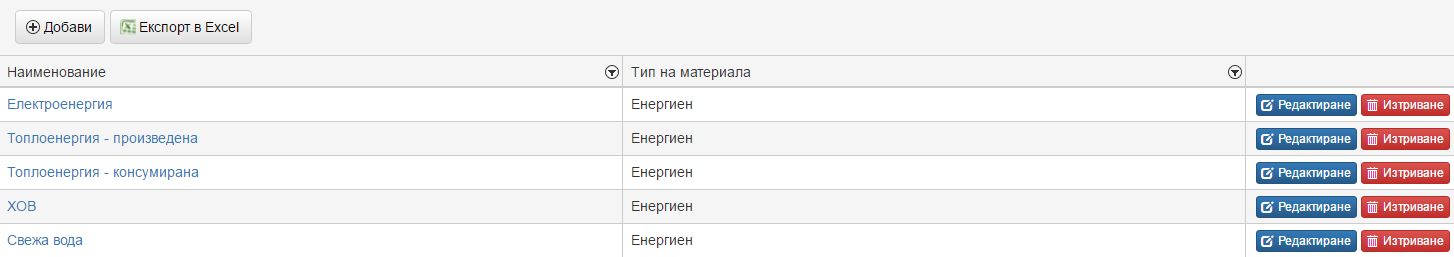 Добави Експорт в Excel
Наименование Тип на материала
Електроенергия Енергиен Редактиране Изтриване
Топлоенергия - произведена Енергиен Редактиране Изтриване
Топлоенергия - консумирана Енергиен Редактиране Изтриване
ХОВ Енергиен Редактиране Изтриване
Свежа вода Енергиен Редактиране Изтриване